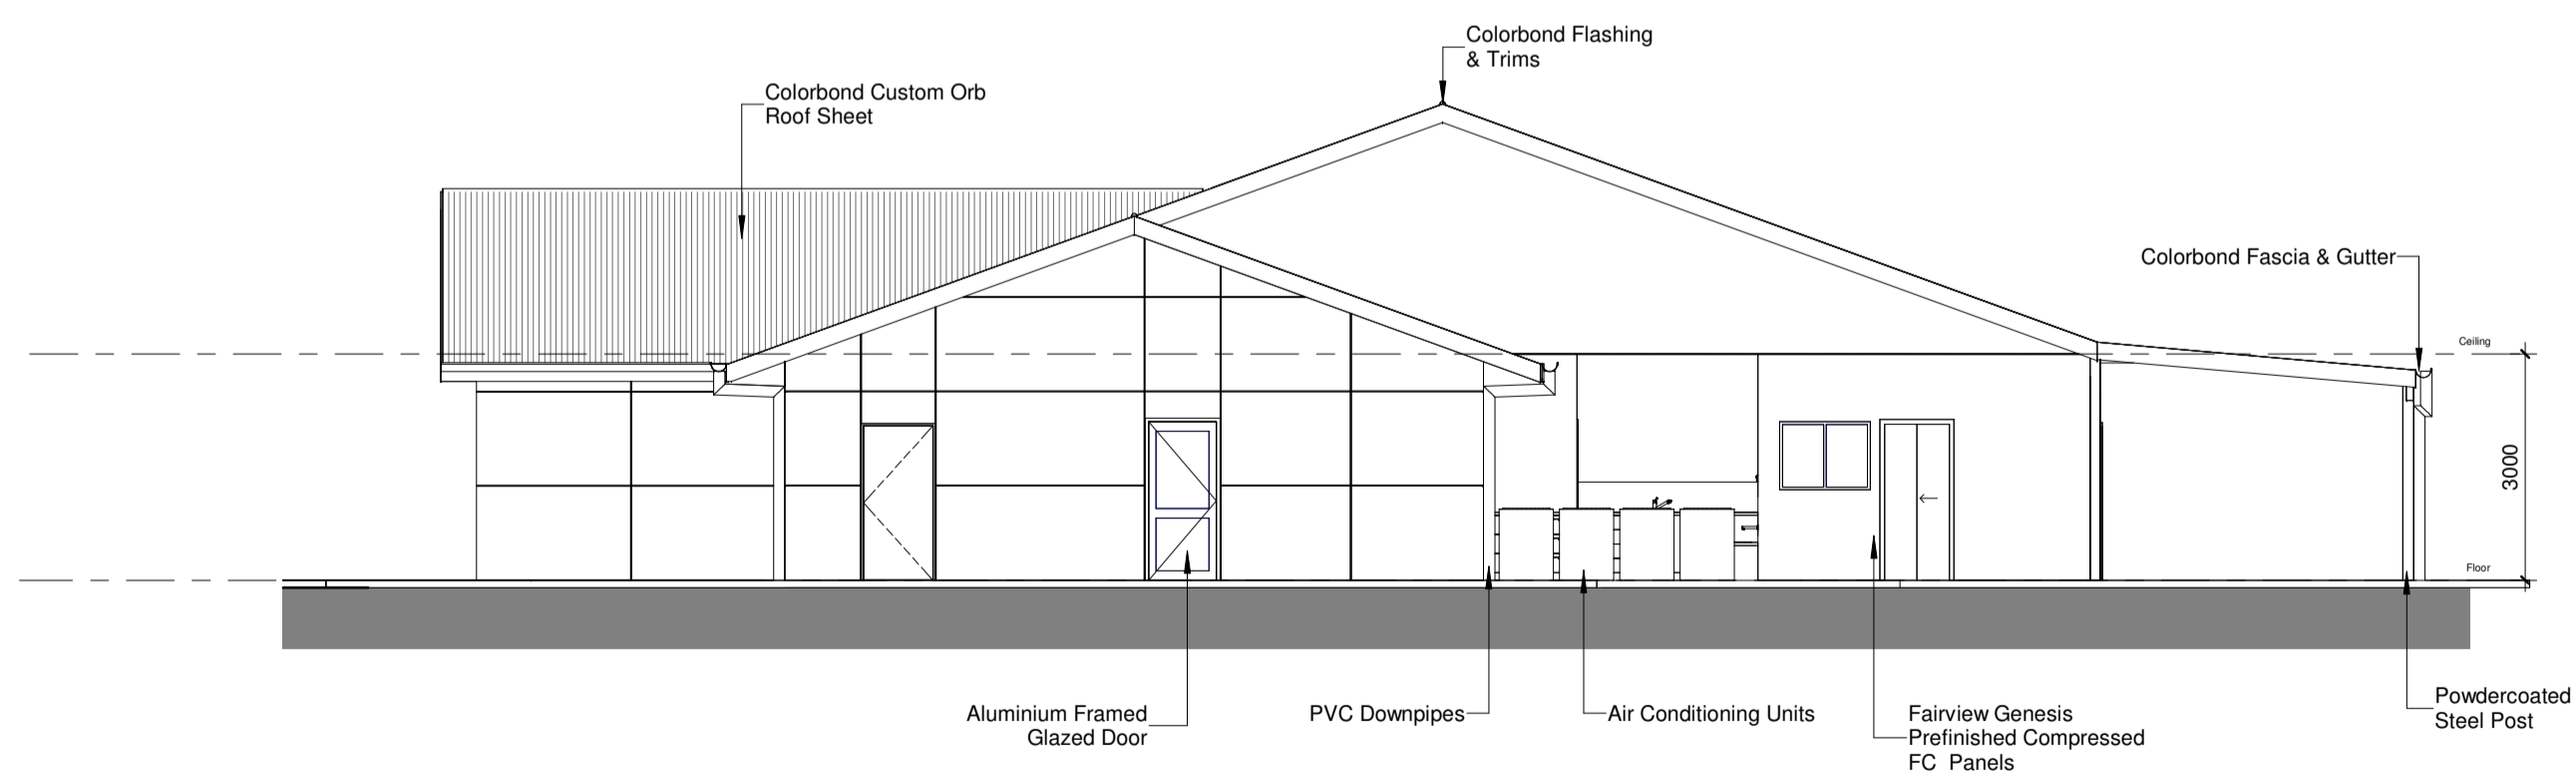 Colorbond Flashing
& Trims
Colorbond Custom Orb
Roof Sheet
Colorbond Fascia & Gutter
Ceiling
3000
Floor
Aluminium Framed
Glazed Door
PVC Downpipes
Air Conditioning Units
Fairview Genesis
Prefinished Compressed
FC Panels
Powdercoated
Steel Post